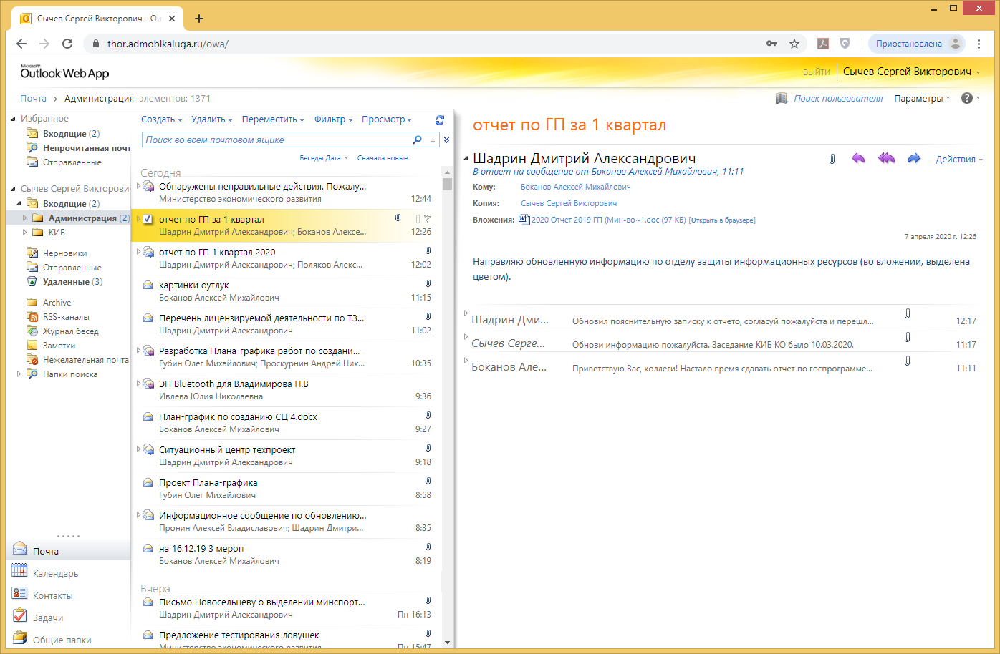 Сычев Сергей Викторович - Ou
thor.admoblkaluga.ru/owa/
Приостановлена
Microsoft
Outlook Web App
выйти
Сычев Сергей Викторович
Почта > Администрация элементов: 1371
Поиск пользователя
Параметры
Избранное
Входящие (2)
Непрочитанная почт
Отправленные
Сычев Сергей Викторович
Входящие (2)
Администрация (2)
КИБ
Черновики
Отправленные
Удаленные (3)
Archive
RSS-каналы
Журнал бесед
Заметки
Нежелательная почта
Папки поиска
Почта
Календарь
Контакты
Задачи
Общие папки
Создать Удалить Переместить Фильтр Просмотр
Поиск во всем почтовом ящике
Беседы Дата Сначала новые
Сегодня
Обнаружены неправильные действия. Пожалу...
Министерство экономического развития 12:44
отчет по ГП за 1 квартал
Шадрин Дмитрий Александрович; Боканов Алексе... 12:26
отчет по ГП 1 квартал 2020
Шадрин Дмитрий Александрович; Поляков Алекс... 12:02
картинки оутлук
Боканов Алексей Михайлович 11:15
Перечень лицензируемой деятельности по ТЗ...
Шадрин Дмитрий Александрович 11:02
Разработка Плана-графика работ по создани...
Губин Олег Михайлович; Проскурнин Андрей Ник... 10:35
ЭП Bluetooth для Владимирова Н.В
Ивлева Юлия Николаевна 9:36
План-график по созданию СЦ 4.docx
Боканов Алексей Михайлович 9:27
Ситуационный центр техпроект
Шадрин Дмитрий Александрович 9:18
Проект Плана-графика
Губин Олег Михайлович 8:58
Информационное сообщение по обновлению...
Пронин Алексей Владиславович; Шадрин Дмитри... 8:35
на 16.12.19 3 мероп
Боканов Алексей Михайлович 8:19
Вчера
Письмо Новосельцеву о выделении минспорт...
Шадрин Дмитрий Александрович Пн 16:13
Предложение тестирования ловушек
Министерство экономического развития Пн 15:47
отчет по ГП за 1 квартал
Шадрин Дмитрий Александрович
Действия
В ответ на сообщение от Боканов Алексей Михайлович, 11:11
Кому: Боканов Алексей Михайлович
Копия: Сычев Сергей Викторович
Вложения: 2020 Отчет 2019 ГП (Мин-во~1.doc (97 КБ) [Открыть в браузере]
7 апреля 2020 г. 12:26
Направляю обновленную информацию по отделу защиты информационных ресурсов (во вложении, выделена
цветом).
Шадрин Дми... Обновил пояснительную записку к отчето, согласуй пожалуйста и перешл... 12:17
Сычев Серге... Обнови информацию пожалуйста. Заседание КИБ КО было 10.03.2020. 11:17
Боканов Але... Приветствую Вас, коллеги! Настало время сдавать отчет по госпрограмме... 11:11